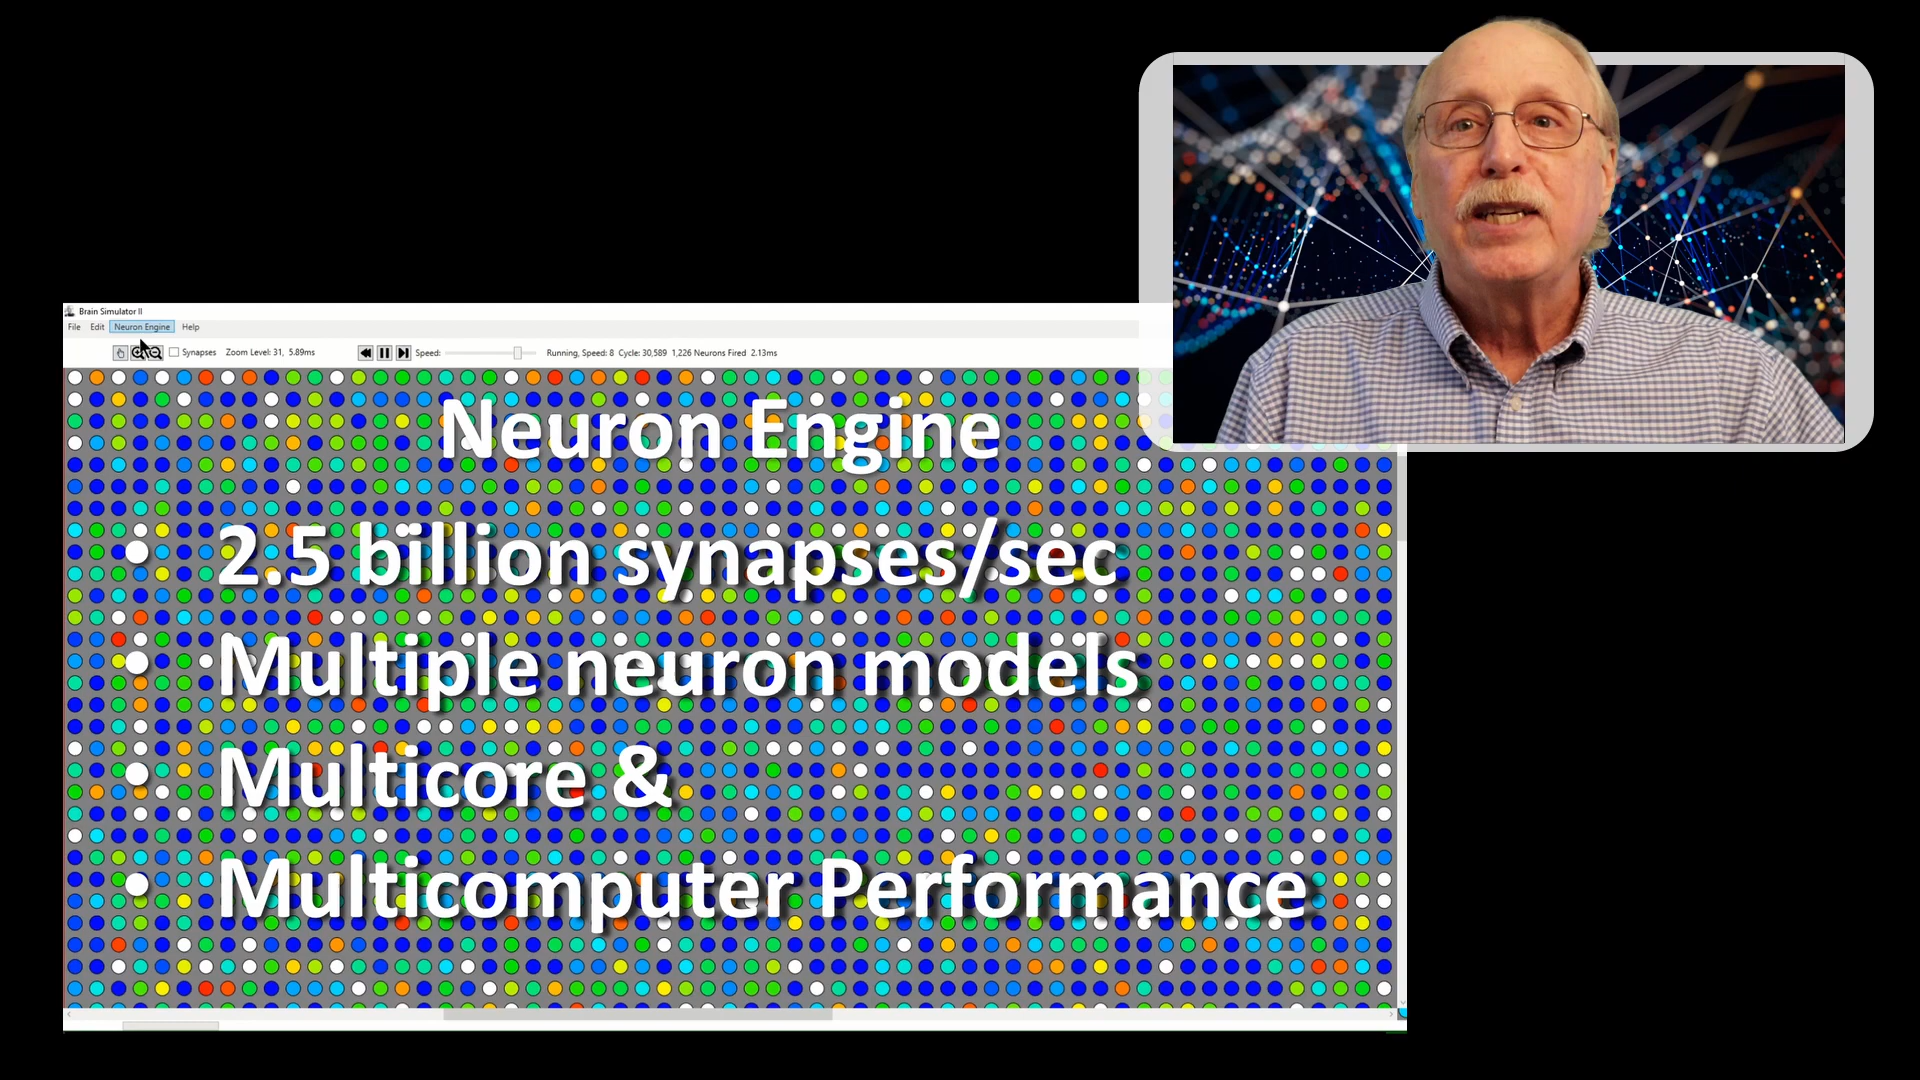 Brain Simulator II
File Edit Neuron Engine Help
Synapses Zoom Level: 31, 5.89ms Speed: Running, Speed: 8 Cycle: 30,589 1,226 Neurons Fired 2.13ms
Neuron Engine
• 2.5 billion synapses/sec
• Multiple neuron models
• Multicore &
• Multicomputer Performance